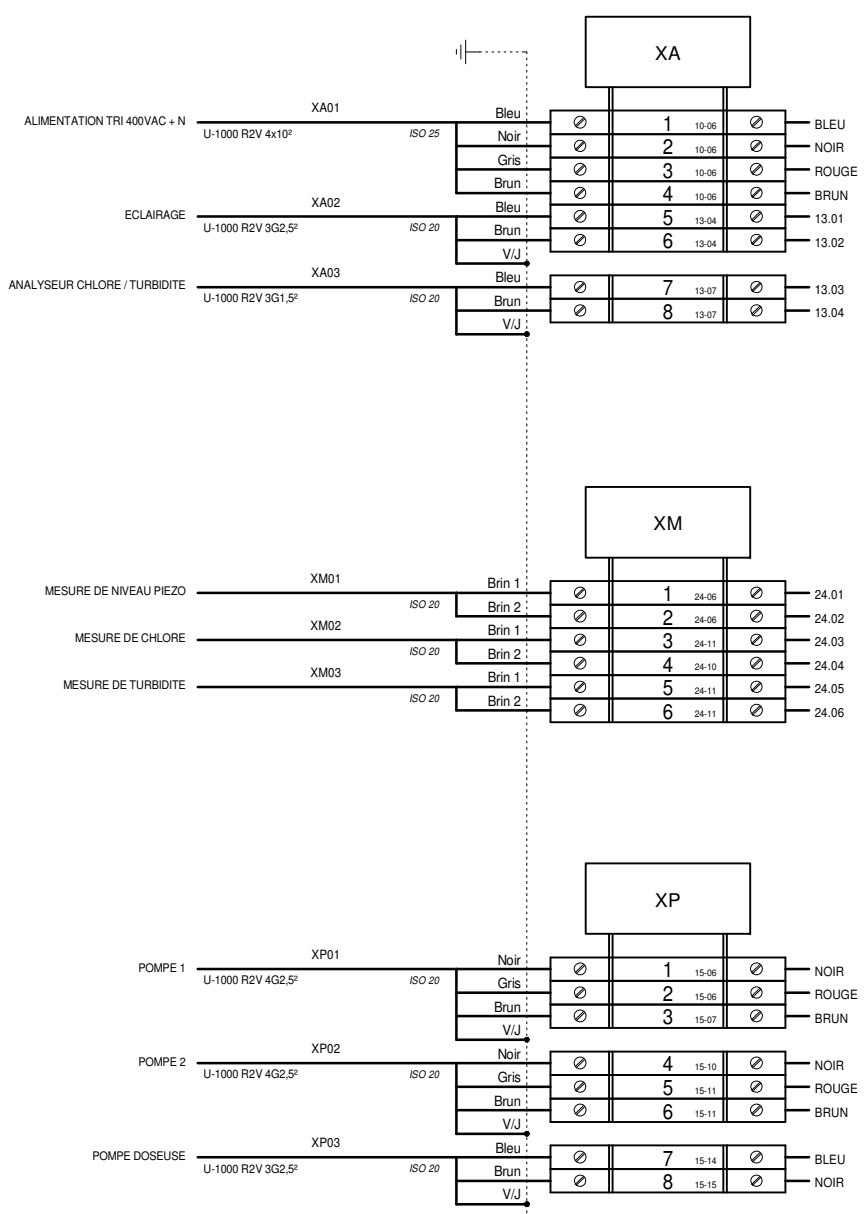 XA
XA01
ALIMENTATION TRI 400VAC + N
U-1000 R2V 4x10²
ISO 25
Bleu 1 10-06 BLEU
Noir 2 10-06 NOIR
Gris 3 10-06 ROUGE
Brun 4 10-06 BRUN
XA02
ECLAIRAGE
U-1000 R2V 3G2,5²
ISO 20
Bleu 5 13-04 13.01
Brun 6 13-04 13.02
V/J
XA03
ANALYSEUR CHLORE / TURBIDITE
U-1000 R2V 3G1,5²
ISO 20
Bleu 7 13-07 13.03
Brun 8 13-07 13.04
V/J
XM
XM01
MESURE DE NIVEAU PIEZO
ISO 20
Brin 1 1 24-06 24.01
Brin 2 2 24-06 24.02
XM02
MESURE DE CHLORE
ISO 20
Brin 1 3 24-11 24.03
Brin 2 4 24-10 24.04
XM03
MESURE DE TURBIDITE
ISO 20
Brin 1 5 24-11 24.05
Brin 2 6 24-11 24.06
XP
XP01
POMPE 1
U-1000 R2V 4G2,5²
ISO 20
Noir 1 15-06 NOIR
Gris 2 15-06 ROUGE
Brun 3 15-07 BRUN
V/J
XP02
POMPE 2
U-1000 R2V 4G2,5²
ISO 20
Noir 4 15-10 NOIR
Gris 5 15-11 ROUGE
Brun 6 15-11 BRUN
V/J
XP03
POMPE DOSEUSE
U-1000 R2V 3G2,5²
ISO 20
Bleu 7 15-14 BLEU
Brun 8 15-15 NOIR
V/J